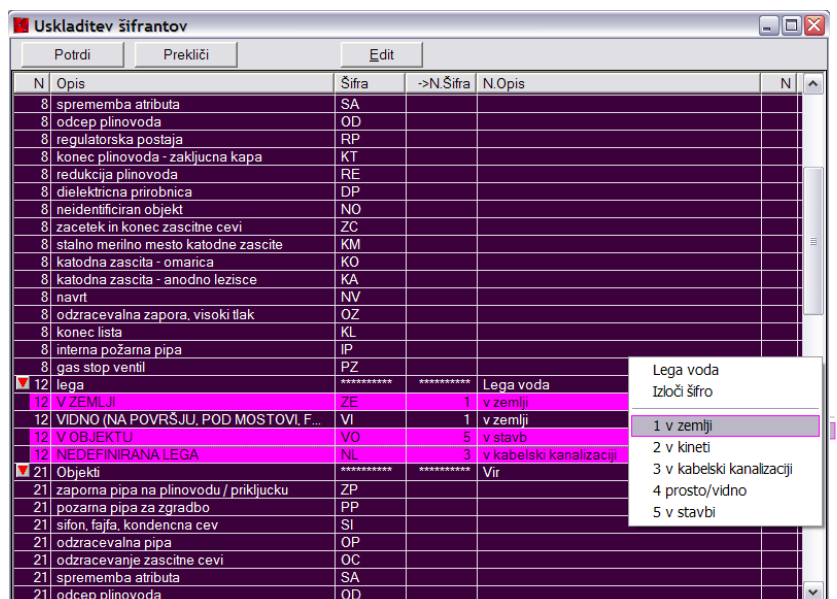 Uskladitev šifrantov
Potrdi Prekliči Edit
N Opis Šifra ->N.Šifra N.Opis N
8 sprememba atributa SA
8 odcep plinovoda OD
8 regulatorska postaja RP
8 konec plinovoda - zakljucna kapa KT
8 redukcija plinovoda RE
8 dielektricna prirobnica DP
8 neidentificiran objekt NO
8 zacetek in konec zascitne cevi ZC
8 stalno merilno mesto katodne zascite KM
8 katodna zascita - omarica KO
8 katodna zascita - anodno lezisce KA
8 navrt NV
8 odzracevalna zapora, visoki tlak OZ
8 konec lista KL
8 interna požarna pipa IP
8 gas stop ventil PZ
12 lega ********** ********** Lega voda
12 V ZEMLJI ZE 1 v zemlji
12 VIDNO (NA POVRŠJU, POD MOSTOVI, F... VI 1 v zemlji
12 V OBJEKTU VO 5 v stavb
12 NEDEFINIRANA LEGA NL 3 v kabelski kanalizaciji
21 Objekti ********** ********** Vir
21 zaporna pipa na plinovodu / prikljucku ZP
21 pozarna pipa za zgradbo PP
21 sifon, fajfa, kondencna cev SI
21 odzracevalna pipa OP
21 odzracevanje zascitne cevi OC
21 sprememba atributa SA
21 odcep plinovoda OD
Lega voda
Izloči šifro
1 v zemlji
2 v kineti
3 v kabelski kanalizaciji
4 prosto/vidno
5 v stavbi